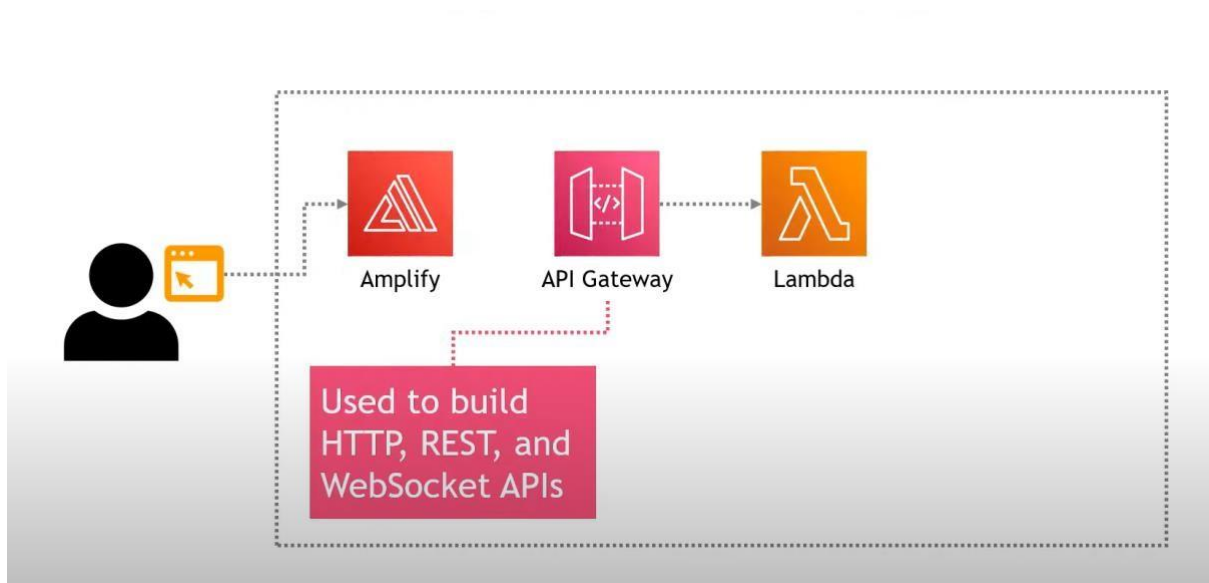 Amplify
API Gateway
Lambda
Used to build
HTTP, REST, and
WebSocket APIs